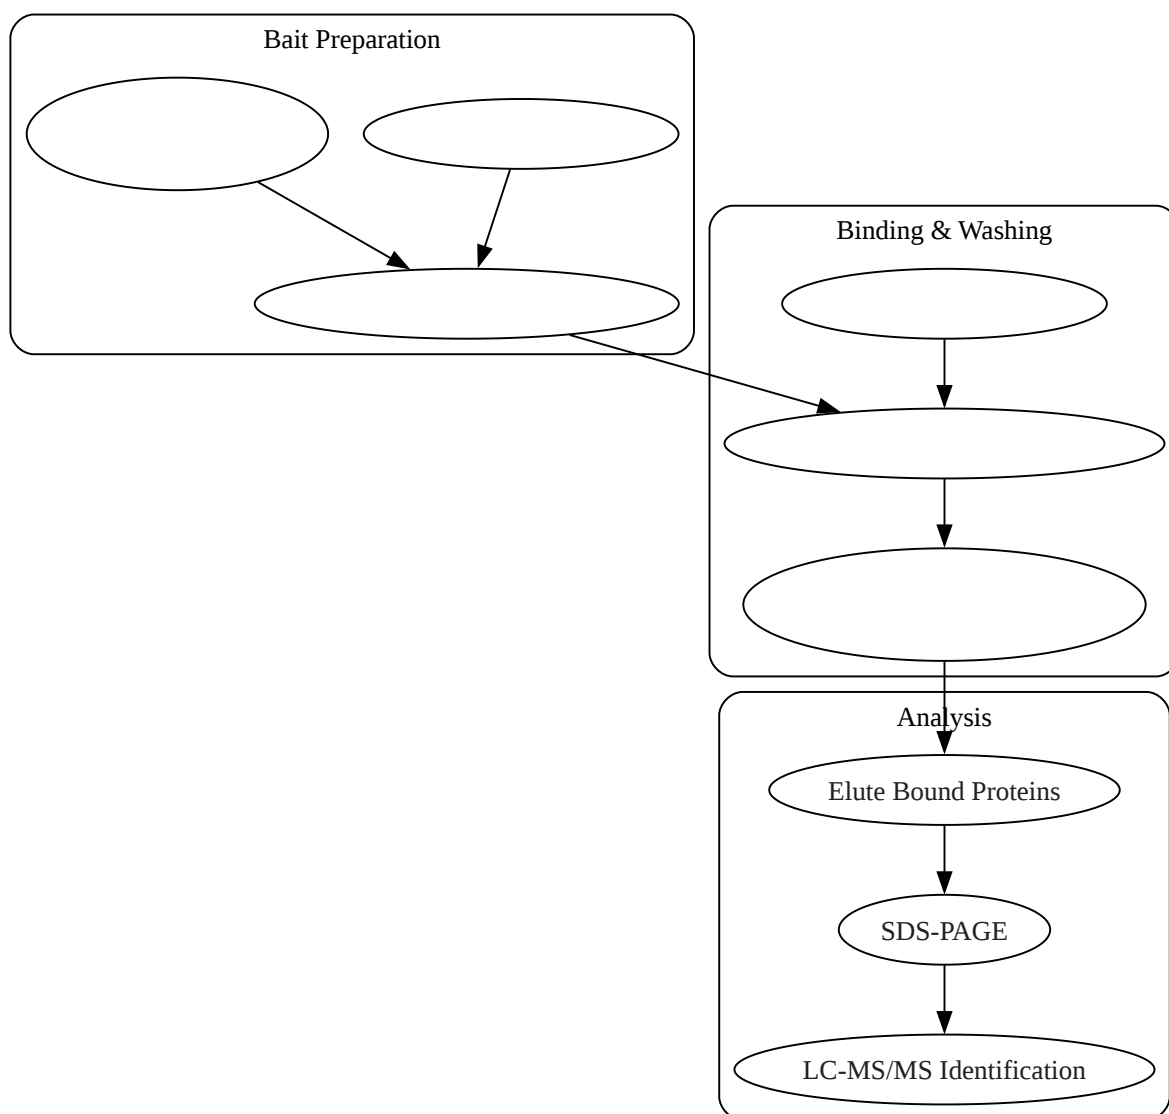 Bait Preparation
Binding & Washing
Analysis
Elute Bound Proteins
SDS-PAGE
LC-MS/MS Identification